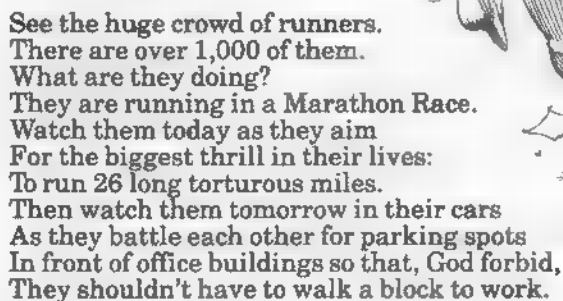 See the huge crowd of runners.
There are over 1,000 of them.
What are they doing?
They are running in a Marathon Race.
Watch them today as they aim
For the biggest thrill in their lives:
To run 26 long torturous miles.
Then watch them tomorrow in their cars
As they battle each other for parking spots
In front of office buildings so that, God forbid,
They shouldn't have to walk a block to work.